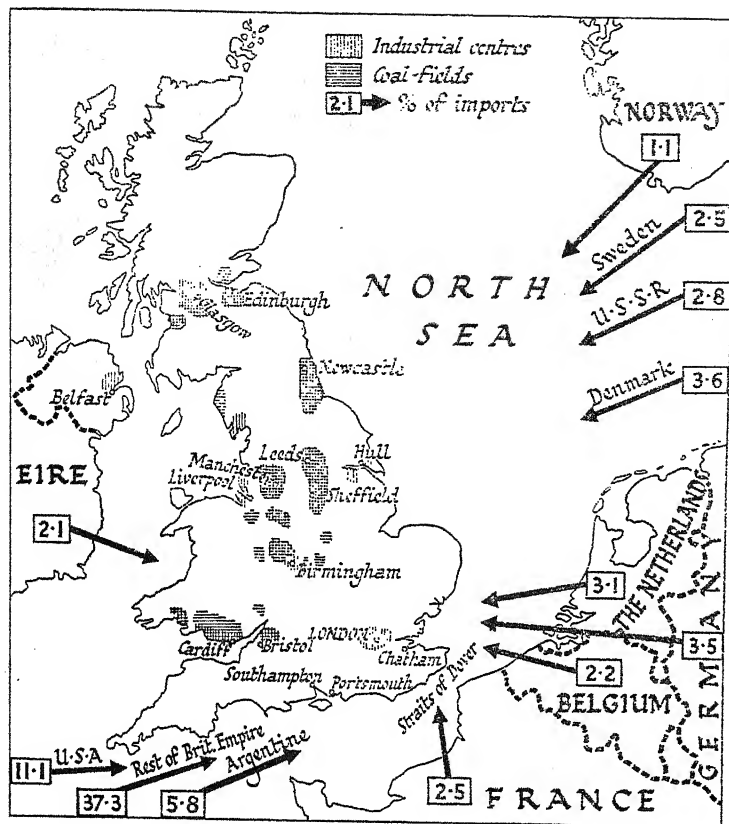 Industrial centres
Coal-fields
2·1 % of imports
NORWAY
1·1
Sweden
2·5
NORTH
SEA
U·S·S·R
2·8
Denmark
3·6
Edinburgh
Glasgow
Newcastle
Belfast
EIRE
2·1
Leeds
Hull
Manchester
Liverpool
Sheffield
Birmingham
THE NETHERLANDS
GERMANY
3·1
3·5
2·2
BELGIUM
LONDON
Chatham
Cardiff
Bristol
Southampton
Portsmouth
Straits of Dover
U·S·A
11·1
Rest of Brit. Empire
37·3
Argentine
5·8
2·5
FRANCE